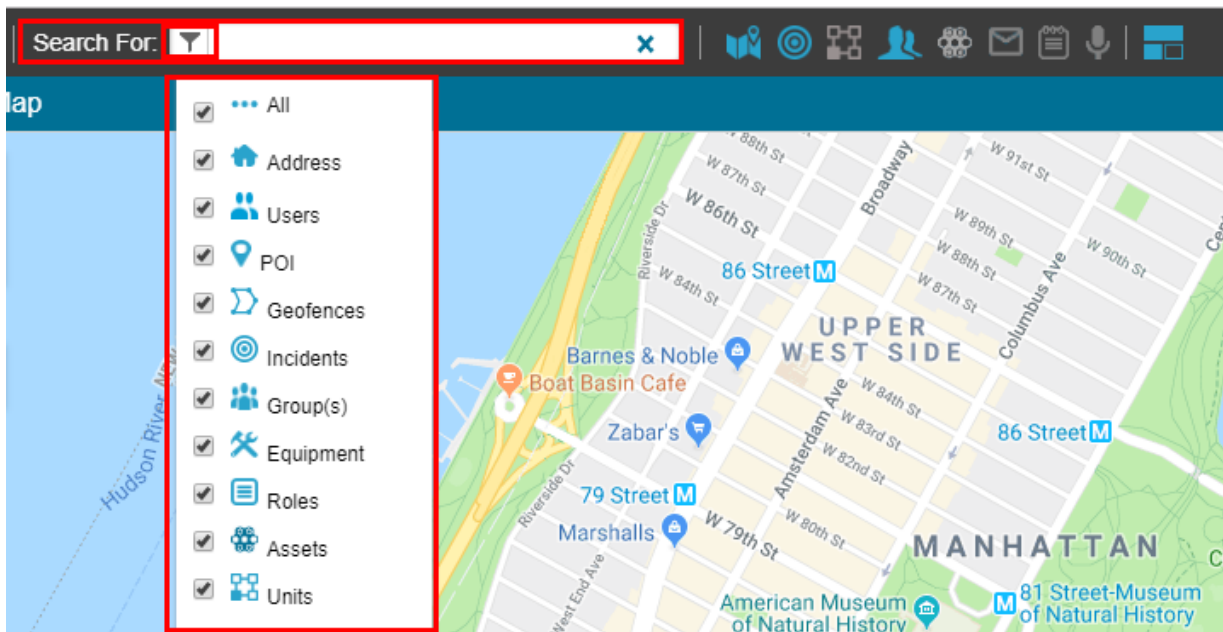 Search For:
lap
All
Address
Users
POI
Geofences
Incidents
Group(s)
Equipment
Roles
Assets
Units
Hudson River
NEW
W 88th St
W 87th St
W 86th St
W 84th St
Riverside Dr
Broadway
W 91st St
W 90th St
W 89th St
W 88th St
W 87th St
Columbus Ave
Cen
86 Street M
UPPER
WEST SIDE
Barnes & Noble
Boat Basin Cafe
Zabar's
Amsterdam Ave
W 84th St
W 83rd St
W 82nd St
86 Street M
79 Street M
Riverside Dr
Marshalls
W 79th St
W 80th St
MANHATTAN
C
West End Ave
American Museum
of Natural History
M 81 Street-Museum
of Natural History